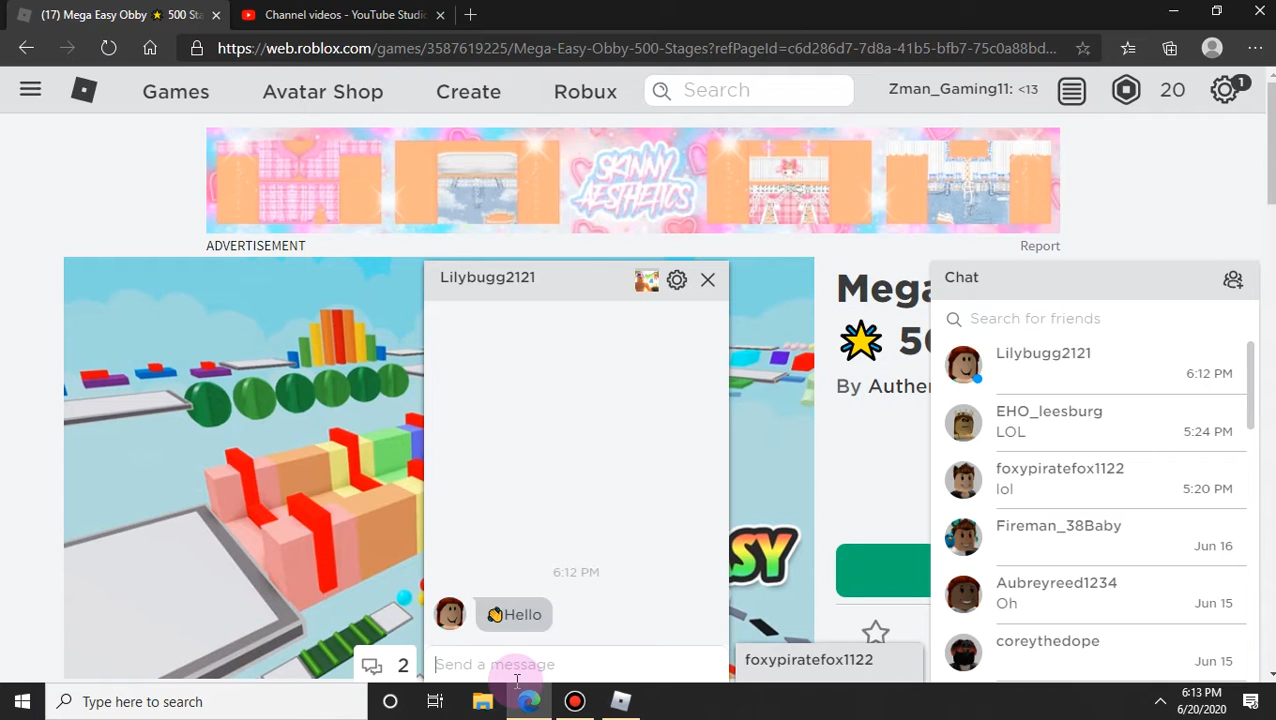 (17) Mega Easy Obby 500 Sta
Channel videos - YouTube Studio
https://web.roblox.com/games/3587619225/Mega-Easy-Obby-500-Stages?refPageId=c6d286d7-7d8a-41b5-bfb7-75c0a88bd...
Games
Avatar Shop
Create
Robux
Search
Zman_Gaming11: <13
20
1
SKINNY
AESTHETICS
ADVERTISEMENT
Report
Lilybugg2121
6:12 PM
👋Hello
Send a message
2
foxypiratefox1122
Mega
50
By Authen
SY
Chat
Search for friends
Lilybugg2121
6:12 PM
EHO_leesburg
LOL
5:24 PM
foxypiratefox1122
lol
5:20 PM
Fireman_38Baby
Jun 16
Aubreyreed1234
Oh
Jun 15
coreythedope
Jun 15
Type here to search
6:13 PM
6/20/2020